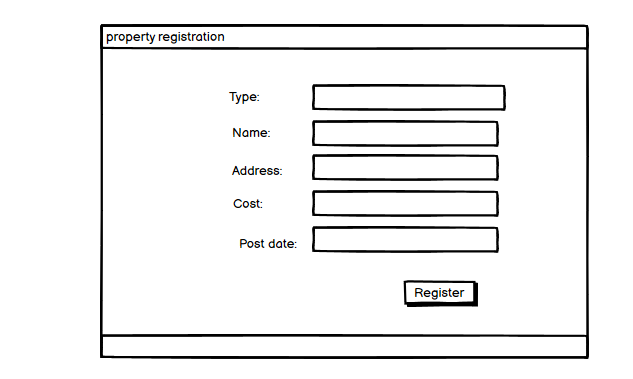 property registration
Type:
Name:
Address:
Cost:
Post date:
Register